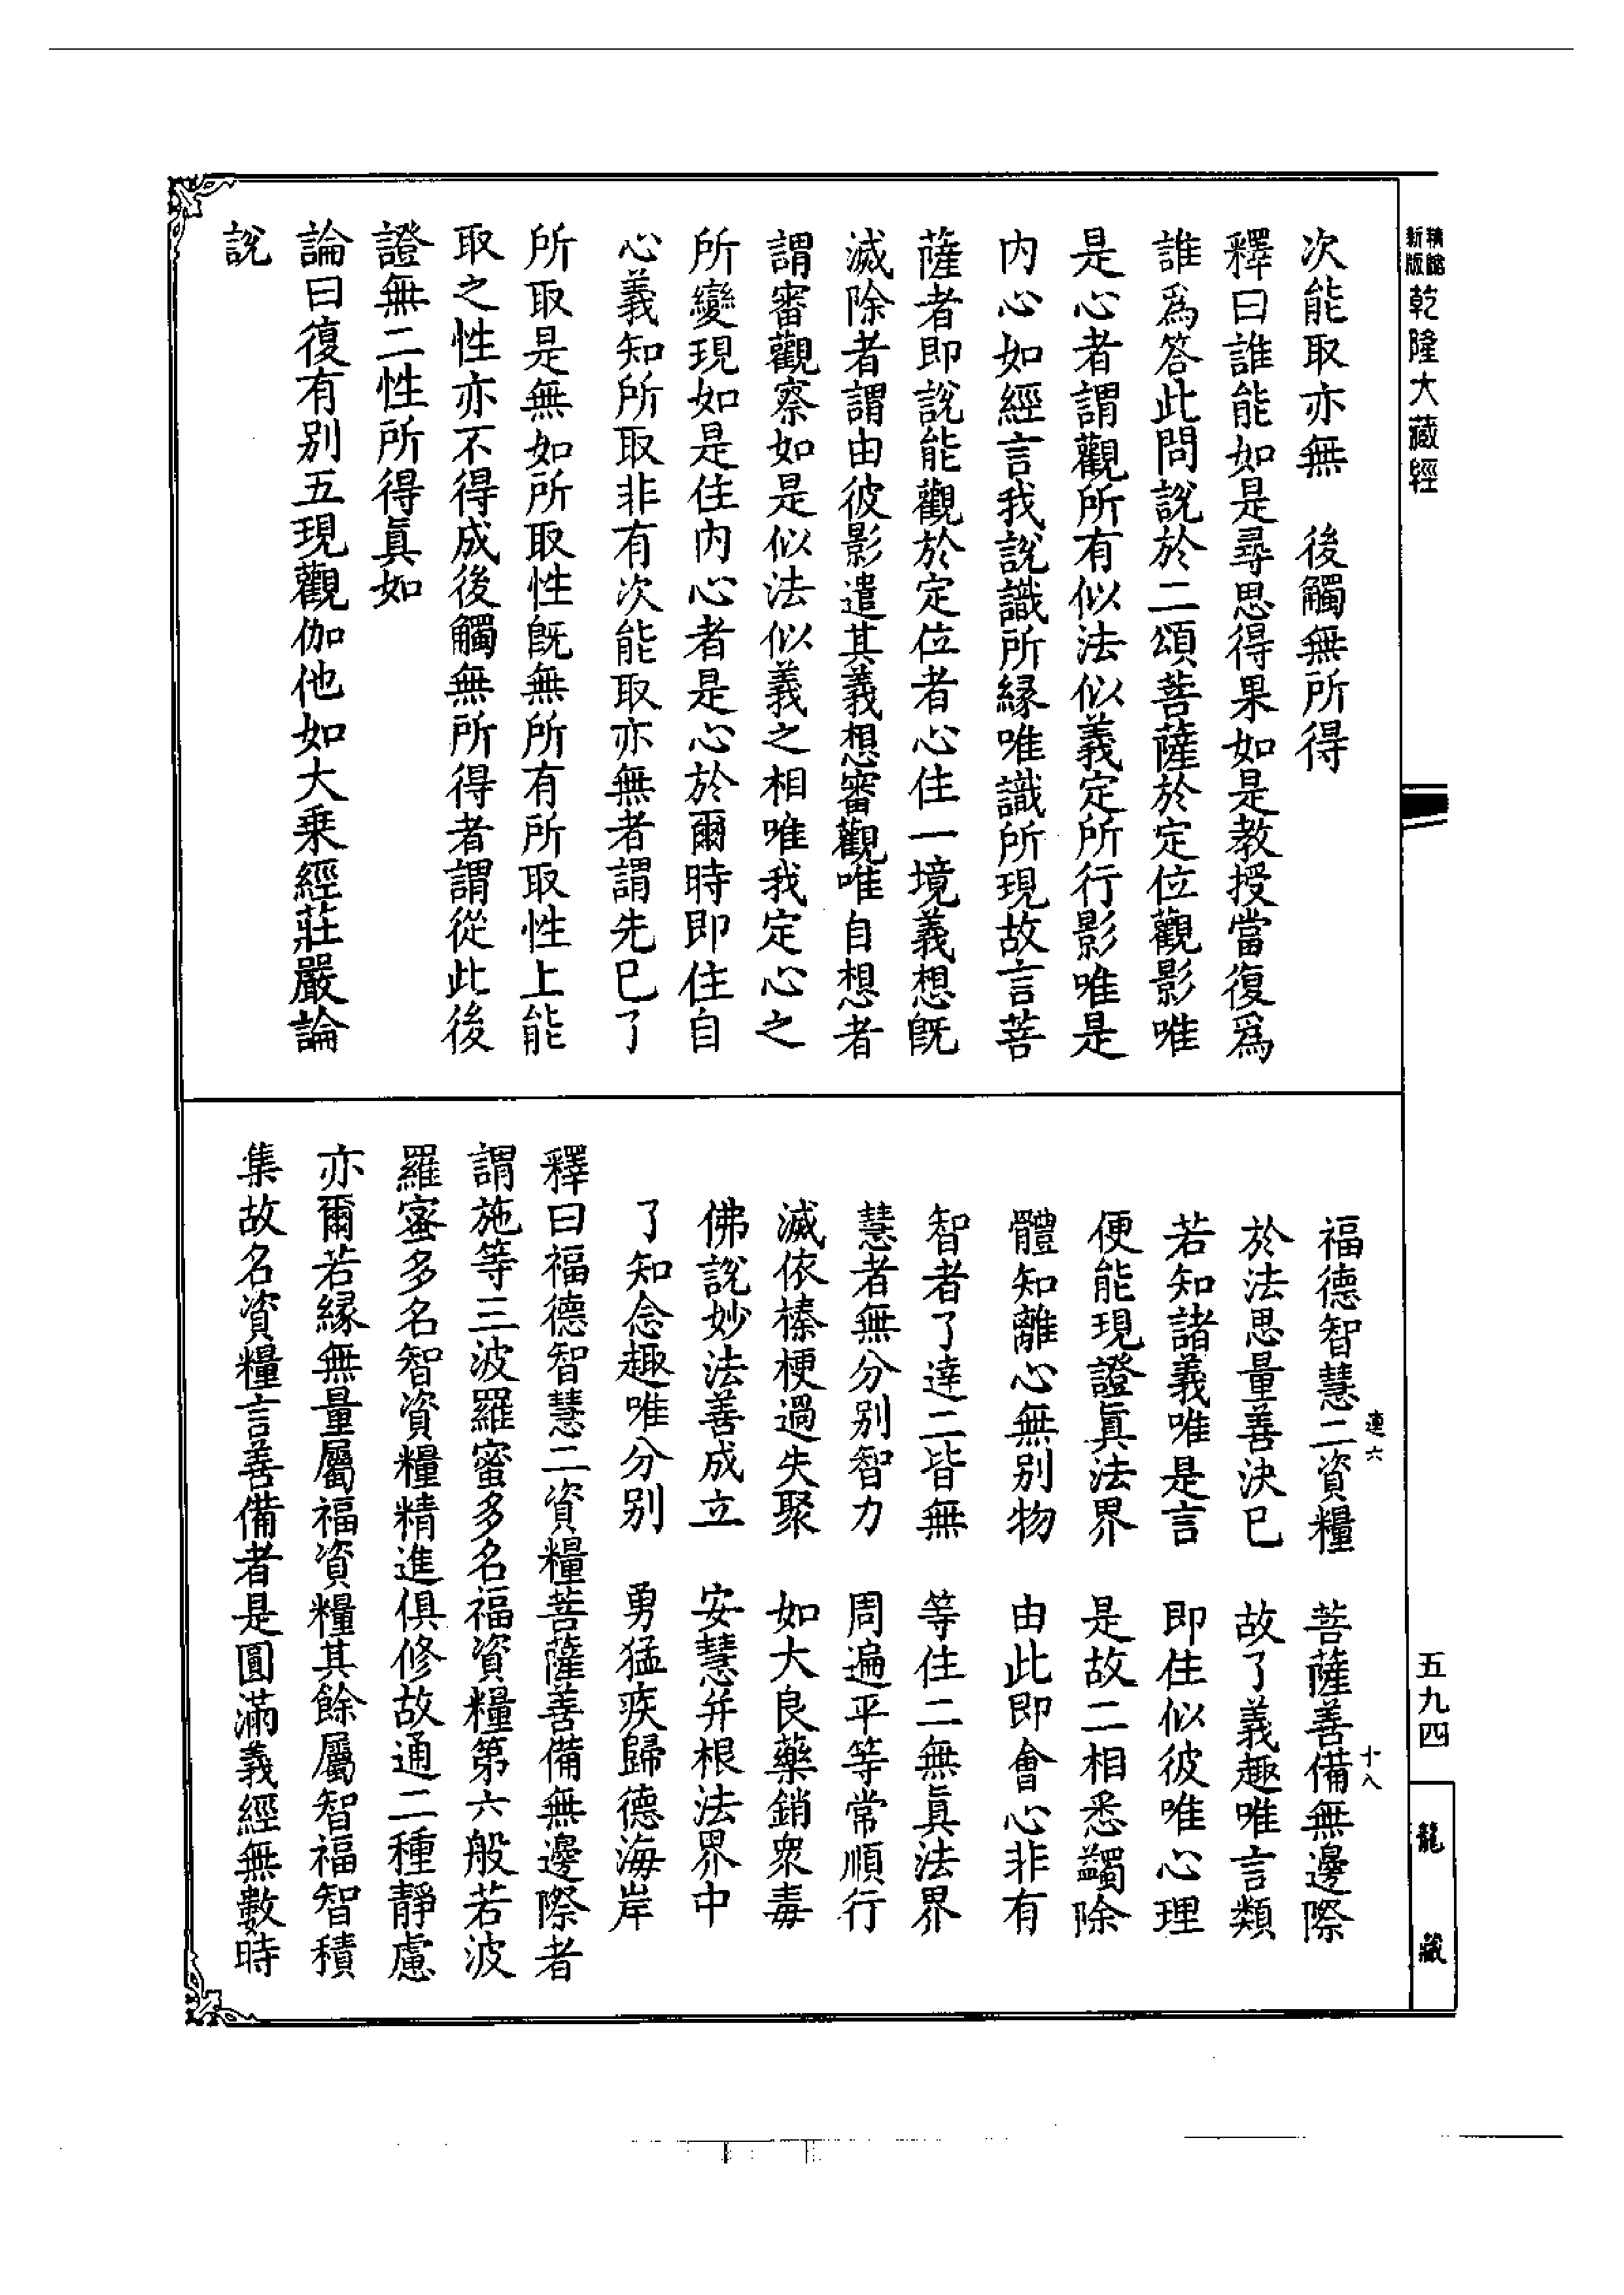 新版
乾隆大藏經
次能取亦無　後觸無所得
釋曰誰能如是尋思得果如是教授當復爲
誰爲答此問說於二頌菩薩於定位觀影唯
是心者謂觀所有似法似義定所行影唯是
内心如經言我說識所緣唯識所現故言菩
薩者即說能觀於定位者心住一境義想既
滅除者謂由彼影遣其義想審觀唯自想者
謂審觀察如是似法似義之相唯我定心之
所變現如是住内心者是心於爾時即住自
心義知所取非有次能取亦無者謂先已了
所取是無如所取性既無所有所取性上能
取之性亦不得成後觸無所得者謂從此後
證無二性所得眞如
論曰復有别五現觀伽他如大乗經莊嚴論
說
連六
十八
福德智慧二資糧　菩薩善備無邊際
於法思量善決已　故了義趣唯言類
若知諸義唯是言　即住似彼唯心理
便能現證眞法界　是故二相悉蠲除
體知離心無别物　由此即會心非有
智者了達二皆無　等住二無眞法界
慧者無分别智力　周遍平等常順行
滅依榛梗過失聚　如大良藥銷衆毒
佛說妙法善成立　安慧并根法界中
了知念趣唯分别　勇猛疾歸德海岸
釋曰福德智慧二資糧菩薩善備無邊際者
謂施等三波羅蜜多名福資糧第六般若波
羅蜜多名智資糧精進俱修故通二種靜慮
亦爾若緣無量屬福資糧其餘屬智福智積
集故名資糧言善備者是圓滿義經無數時
五九四
龍藏